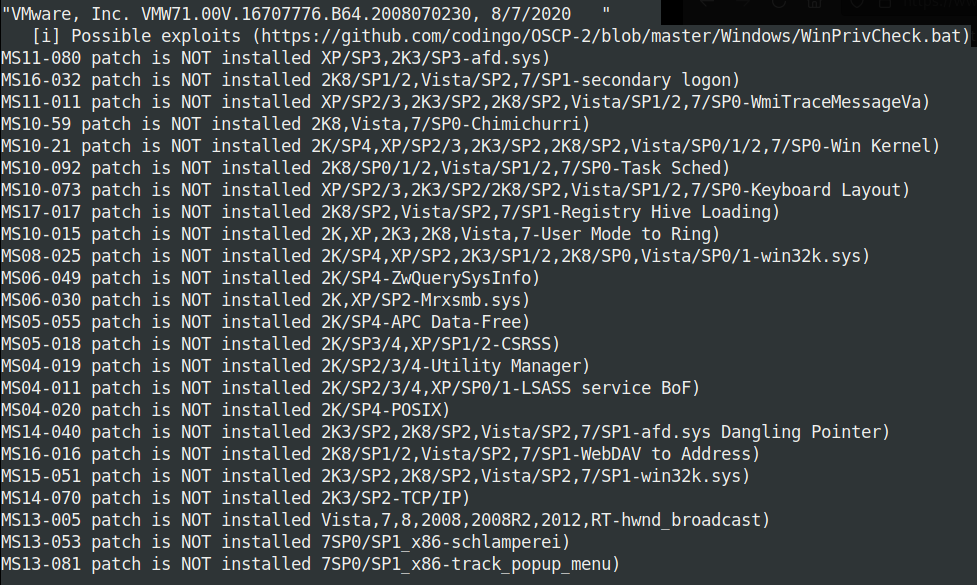 "VMware, Inc. VMW71.00V.16707776.B64.2008070230, 8/7/2020   "
   [i] Possible exploits (https://github.com/codingo/OSCP-2/blob/master/Windows/WinPrivCheck.bat)
MS11-080 patch is NOT installed XP/SP3,2K3/SP3-afd.sys)
MS16-032 patch is NOT installed 2K8/SP1/2,Vista/SP2,7/SP1-secondary logon)
MS11-011 patch is NOT installed XP/SP2/3,2K3/SP2,2K8/SP2,Vista/SP1/2,7/SP0-WmiTraceMessageVa)
MS10-59 patch is NOT installed 2K8,Vista,7/SP0-Chimichurri)
MS10-21 patch is NOT installed 2K/SP4,XP/SP2/3,2K3/SP2,2K8/SP2,Vista/SP0/1/2,7/SP0-Win Kernel)
MS10-092 patch is NOT installed 2K8/SP0/1/2,Vista/SP1/2,7/SP0-Task Sched)
MS10-073 patch is NOT installed XP/SP2/3,2K3/SP2/2K8/SP2,Vista/SP1/2,7/SP0-Keyboard Layout)
MS17-017 patch is NOT installed 2K8/SP2,Vista/SP2,7/SP1-Registry Hive Loading)
MS10-015 patch is NOT installed 2K,XP,2K3,2K8,Vista,7-User Mode to Ring)
MS08-025 patch is NOT installed 2K/SP4,XP/SP2,2K3/SP1/2,2K8/SP0,Vista/SP0/1-win32k.sys)
MS06-049 patch is NOT installed 2K/SP4-ZwQuerySysInfo)
MS06-030 patch is NOT installed 2K,XP/SP2-Mrxsmb.sys)
MS05-055 patch is NOT installed 2K/SP4-APC Data-Free)
MS05-018 patch is NOT installed 2K/SP3/4,XP/SP1/2-CSRSS)
MS04-019 patch is NOT installed 2K/SP2/3/4-Utility Manager)
MS04-011 patch is NOT installed 2K/SP2/3/4,XP/SP0/1-LSASS service BoF)
MS04-020 patch is NOT installed 2K/SP4-POSIX)
MS14-040 patch is NOT installed 2K3/SP2,2K8/SP2,Vista/SP2,7/SP1-afd.sys Dangling Pointer)
MS16-016 patch is NOT installed 2K8/SP1/2,Vista/SP2,7/SP1-WebDAV to Address)
MS15-051 patch is NOT installed 2K3/SP2,2K8/SP2,Vista/SP2,7/SP1-win32k.sys)
MS14-070 patch is NOT installed 2K3/SP2-TCP/IP)
MS13-005 patch is NOT installed Vista,7,8,2008,2008R2,2012,RT-hwnd_broadcast)
MS13-053 patch is NOT installed 7SP0/SP1_x86-schlamperei)
MS13-081 patch is NOT installed 7SP0/SP1_x86-track_popup_menu)